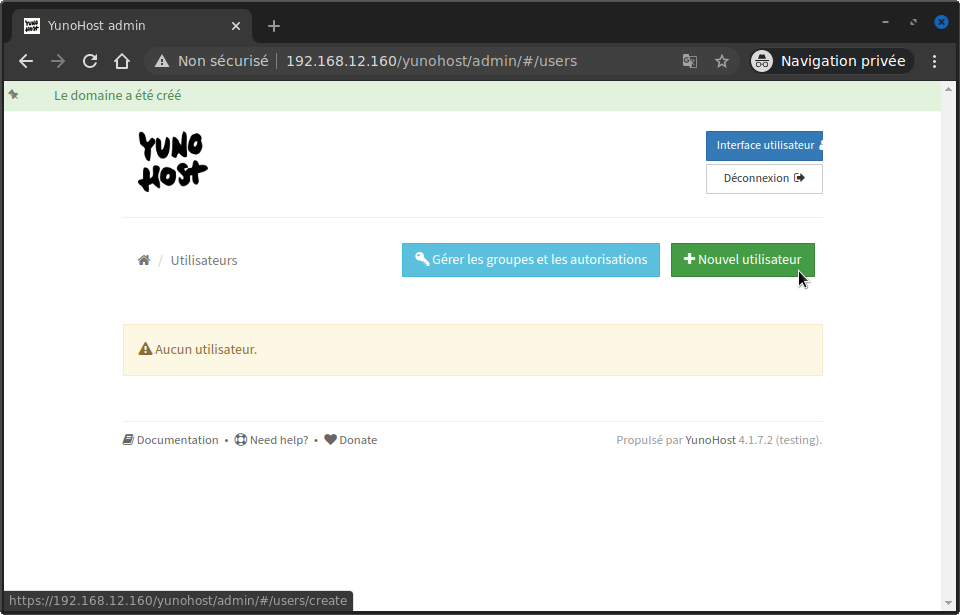 YunoHost admin
Non sécurisé
192.168.12.160/yunohost/admin/#/users
Navigation privée
Le domaine a été créé
YUNO
HOST
Interface utilisateur
Déconnexion
/ Utilisateurs
Gérer les groupes et les autorisations
Nouvel utilisateur
Aucun utilisateur.
Documentation • Need help? • Donate
Propulsé par YunoHost 4.1.7.2 (testing).
https://192.168.12.160/yunohost/admin/#/users/create